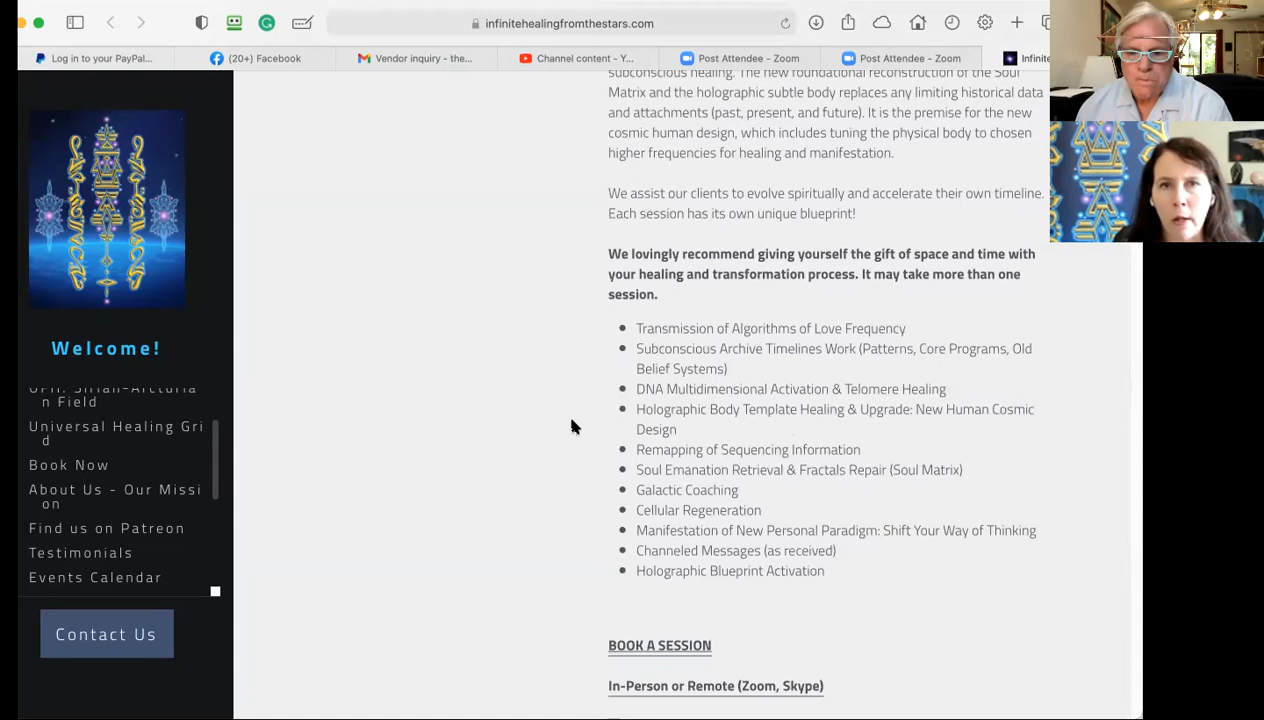 infinitehealingfromthestars.com
Log in to your PayPal...
(20+) Facebook
Vendor inquiry - the...
Channel content - Y...
Post Attendee - Zoom
Post Attendee - Zoom
Infinite
subconscious healing. The new foundational reconstruction of the Soul
Matrix and the holographic subtle body replaces any limiting historical data
and attachments (past, present, and future). It is the premise for the new
cosmic human design, which includes tuning the physical body to chosen
higher frequencies for healing and manifestation.
We assist our clients to evolve spiritually and accelerate their own timeline.
Each session has its own unique blueprint!
We lovingly recommend giving yourself the gift of space and time with
your healing and transformation process. It may take more than one
session.
Transmission of Algorithms of Love Frequency
Subconscious Archive Timelines Work (Patterns, Core Programs, Old
Belief Systems)
DNA Multidimensional Activation & Telomere Healing
Holographic Body Template Healing & Upgrade: New Human Cosmic
Design
Remapping of Sequencing Information
Soul Emanation Retrieval & Fractals Repair (Soul Matrix)
Galactic Coaching
Cellular Regeneration
Manifestation of New Personal Paradigm: Shift Your Way of Thinking
Channeled Messages (as received)
Holographic Blueprint Activation
BOOK A SESSION
In-Person or Remote (Zoom, Skype)
Welcome!
n Field
Universal Healing Gri
d
Book Now
About Us - Our Missi
on
Find us on Patreon
Testimonials
Events Calendar
Contact Us